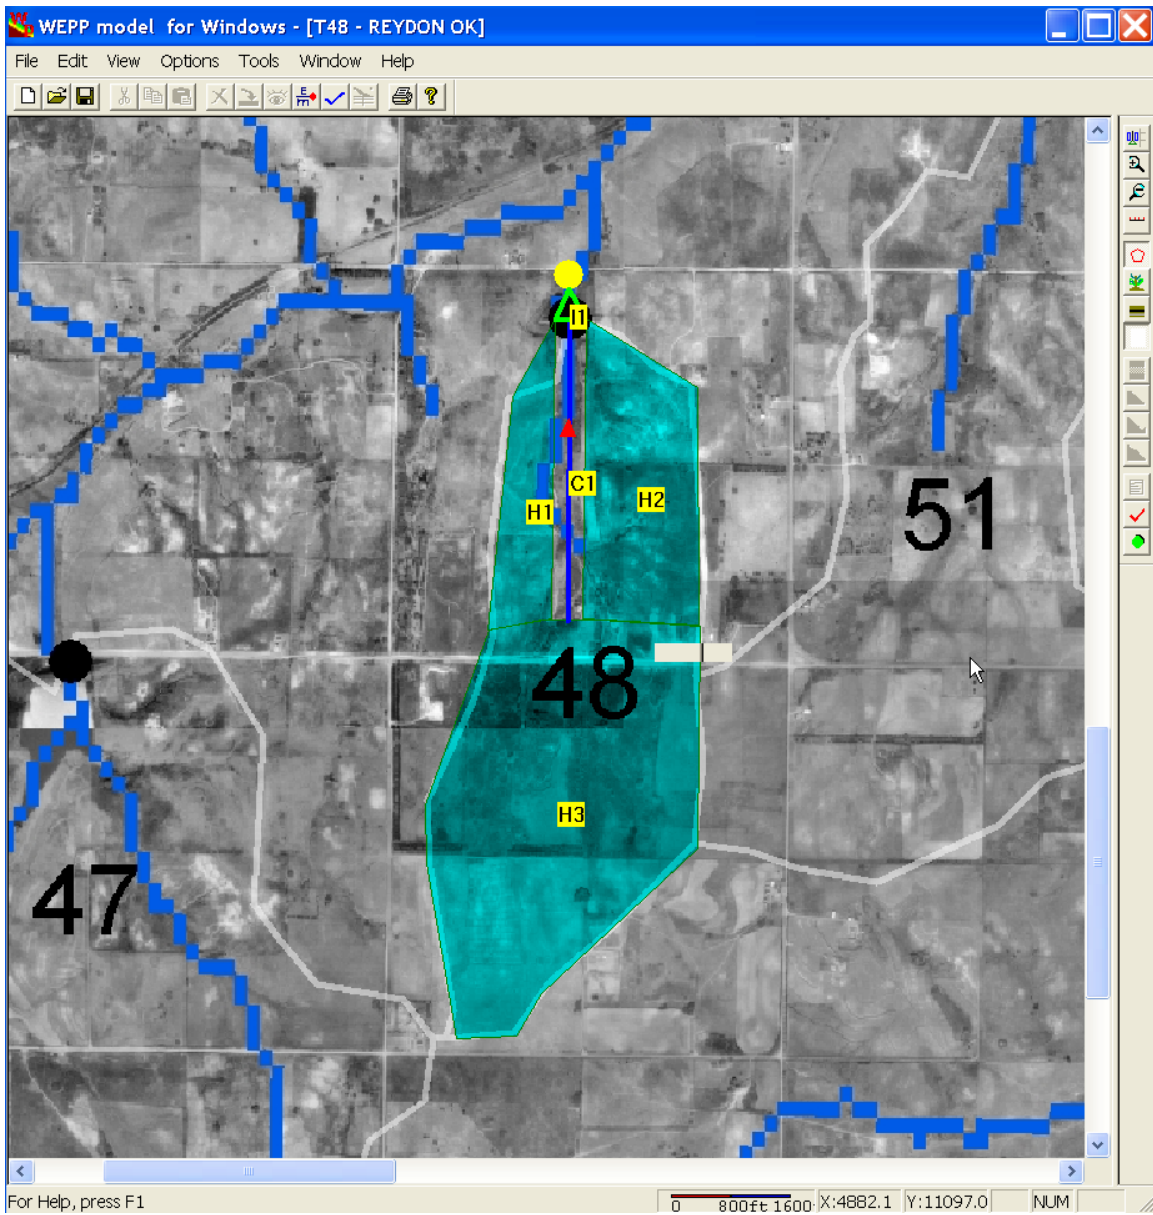 WEPP model for Windows - [T48 - REYDON OK]
File Edit View Options Tools Window Help
I1
C1
H1
H2
51
48
H3
47
For Help, press F1
0 800ft 1600
X:4882.1 Y:11097.0 NUM